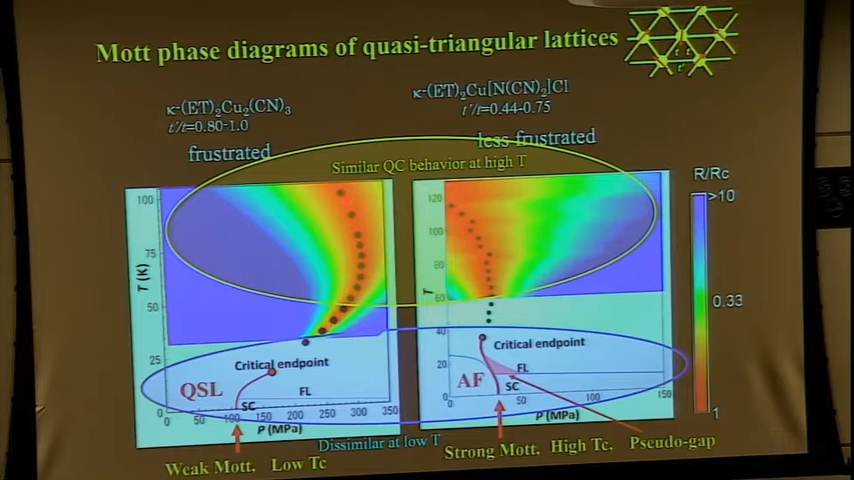 Mott phase diagrams of quasi-triangular lattices
t t
t'
κ-(ET)₂Cu₂(CN)₃
t'/t=0.80-1.0
frustrated
κ-(ET)₂Cu[N(CN)₂]Cl
t'/t=0.44-0.75
less frustrated
Similar QC behavior at high T
R/Rc
>10
0.33
1
100
75
50
25
0
T (K)
Critical endpoint
QSL
FL
SC
0 50 100 150 200 250 300 350
P (MPa)
120
100
80
60
40
20
0
T
Critical endpoint
FL
AF
SC
0 50 100 150
P (MPa)
Dissimilar at low T
Weak Mott, Low Tc
Strong Mott, High Tc, Pseudo-gap